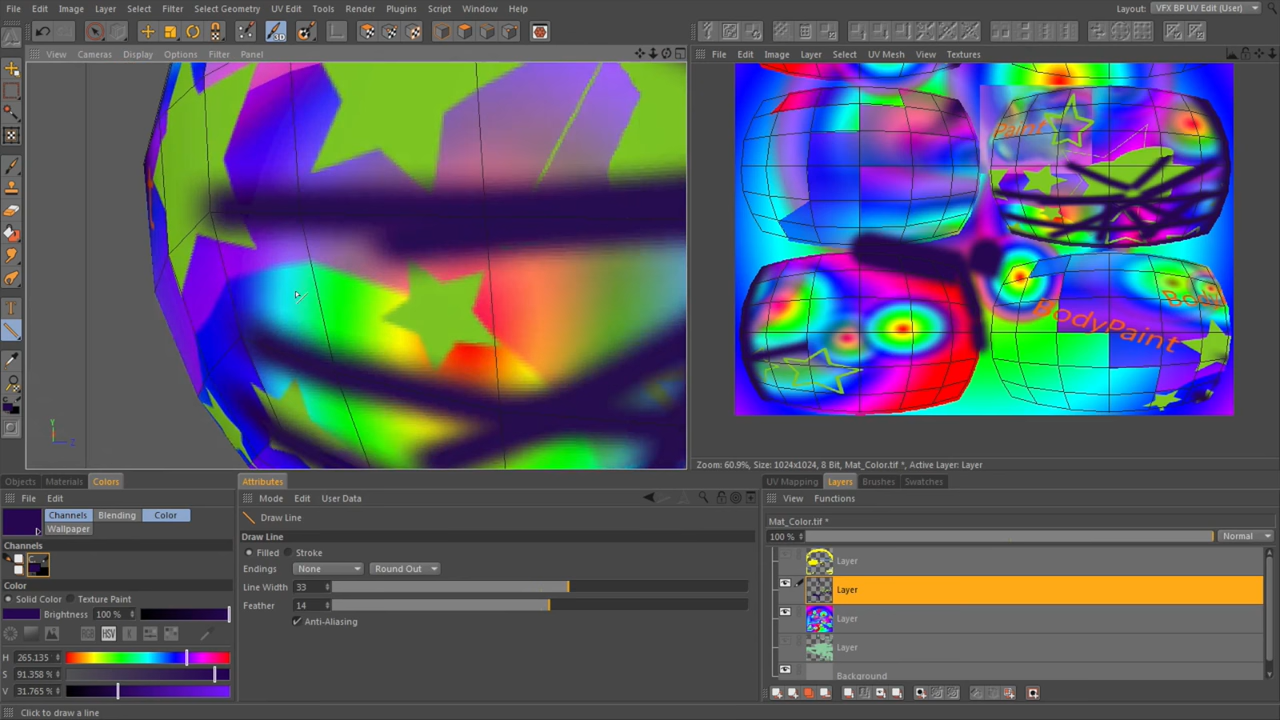 File Edit Image Layer Select Filter Select Geometry UV Edit Tools Render Plugins Script Window Help Layout: VFX BP UV Edit (User)
View Cameras Display Options Filter Panel
File Edit Image Layer Select UV Mesh View Textures
Paint
Body
BodyPaint
Y
Z
Zoom: 60.9%, Size: 1024x1024, 8 Bit, Mat_Color.tif *, Active Layer: Layer
Objects Materials Colors
File Edit
Channels Blending Color
Wallpaper
Channels
Color
Solid Color Texture Paint
Brightness 100 %
HSV
H 265.135
S 91.358 %
V 31.765 %
Attributes
Mode Edit User Data
Draw Line
Draw Line
Filled Stroke
Endings None Round Out
Line Width 33
Feather 14
Anti-Aliasing
UV Mapping Layers Brushes Swatches
View Functions
Mat_Color.tif *
100 % Normal
Layer
Layer
Layer
Layer
Background
Click to draw a line